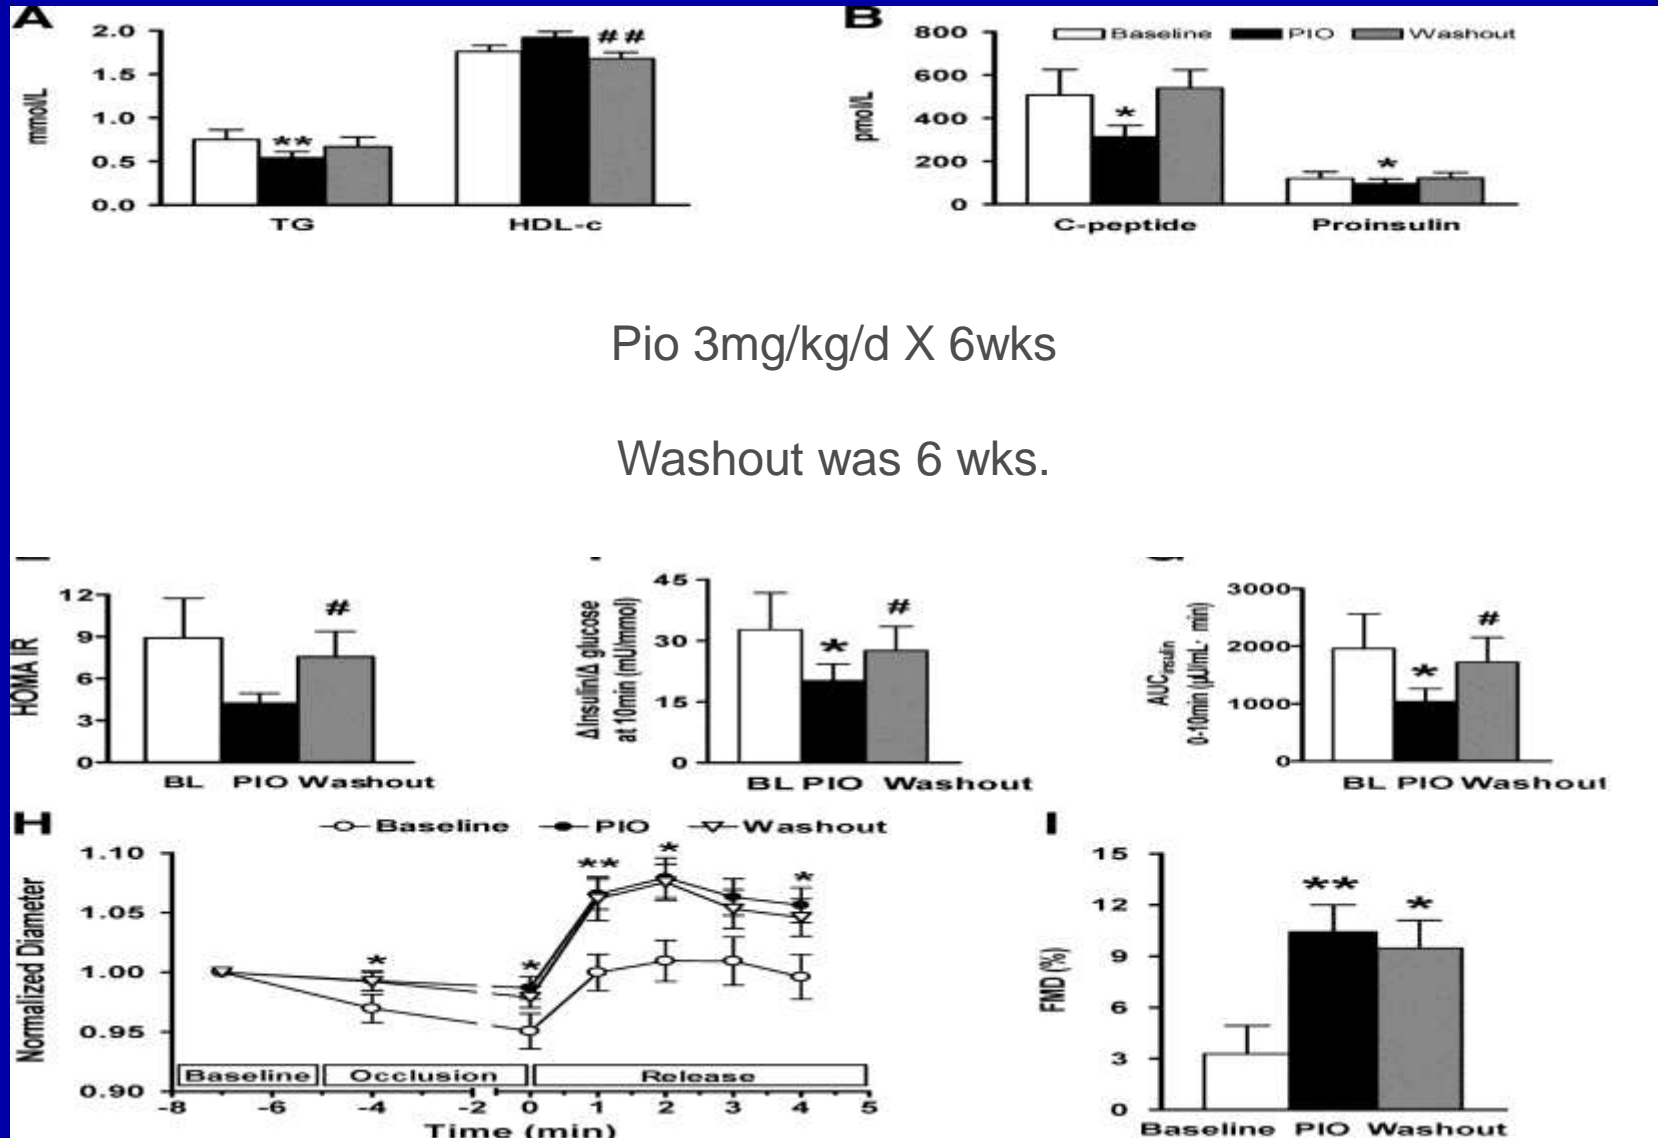 A
2.0
1.5
1.0
0.5
0.0
mmol/L
**
##
TG HDL-c
B
Baseline PIO Washout
800
600
400
200
0
pmol/L
*
*
C-peptide Proinsulin
Pio 3mg/kg/d X 6wks
Washout was 6 wks.
12
9
6
3
0
HOMA IR
#
BL PIO Washout
45
30
15
0
ΔInsulin/Δ glucose
at 10min (mU/mmol)
*
#
BL PIO Washout
3000
2000
1000
0
AUCinsulin
0-10min (µU/mL· min)
*
#
BL PIO Washout
H
Baseline PIO Washout
1.10
1.05
1.00
0.95
0.90
Normalized Diameter
*
*
**
*
*
Baseline Occlusion Release
-8 -6 -4 -2 0 1 2 3 4 5
Time (min)
I
15
12
9
6
3
0
FMD (%)
**
*
Baseline PIO Washout